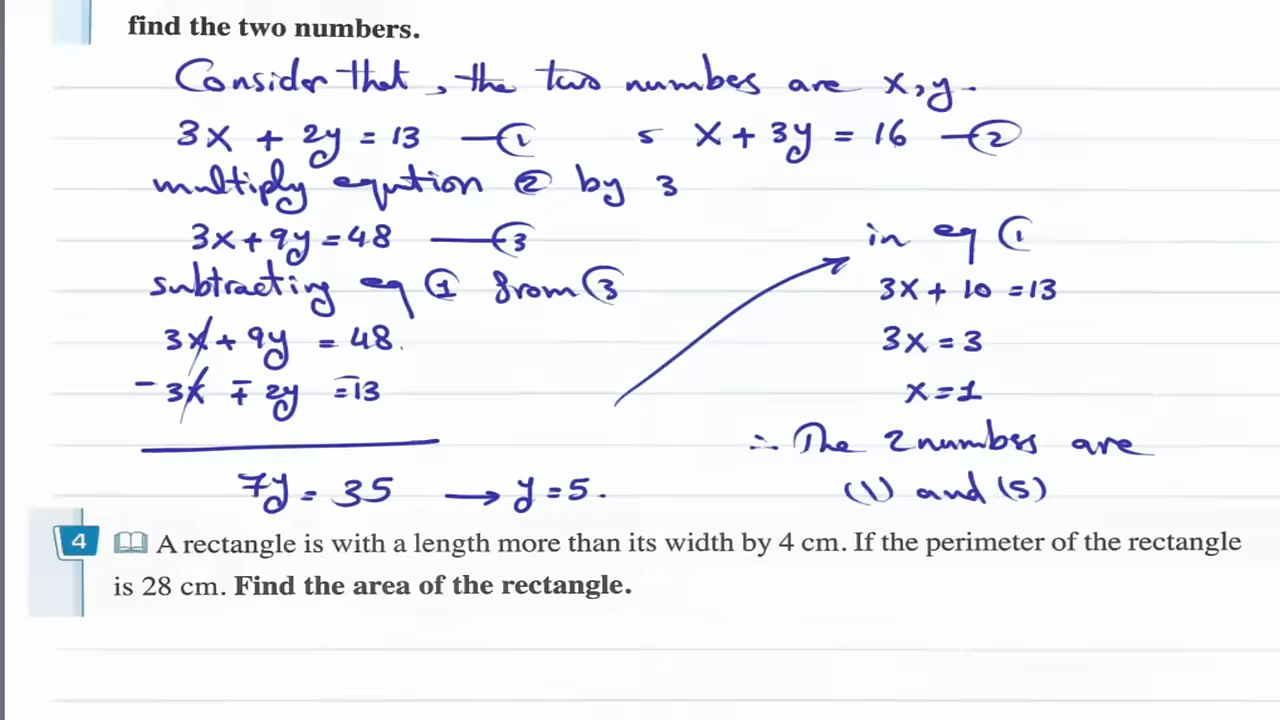 find the two numbers.
Consider that, the two numbes are x,y.
3x + 2y = 13 —① , x + 3y = 16 —②
multiply eqution ② by 3
3x + 9y = 48 —③
subtracting eq ① from ③
3x + 9y = 48.
- 3x ∓ 2y = -13
7y = 35 → y = 5.
in eq ①
3x + 10 = 13
3x = 3
x = 1
∴ The 2 numbes are
(1) and (5)
4 A rectangle is with a length more than its width by 4 cm. If the perimeter of the rectangle
is 28 cm. Find the area of the rectangle.